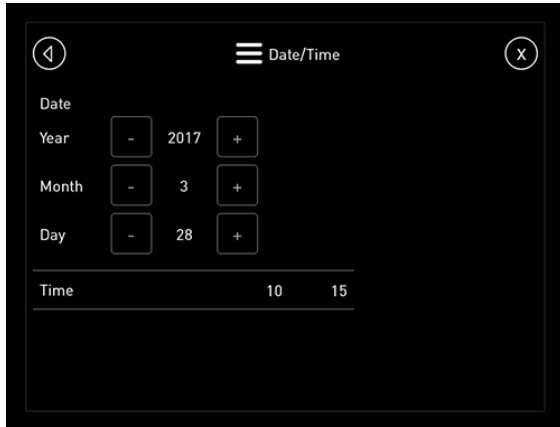 Date/Time X
Date
Year - 2017 +
Month - 3 +
Day - 28 +
Time 10 15